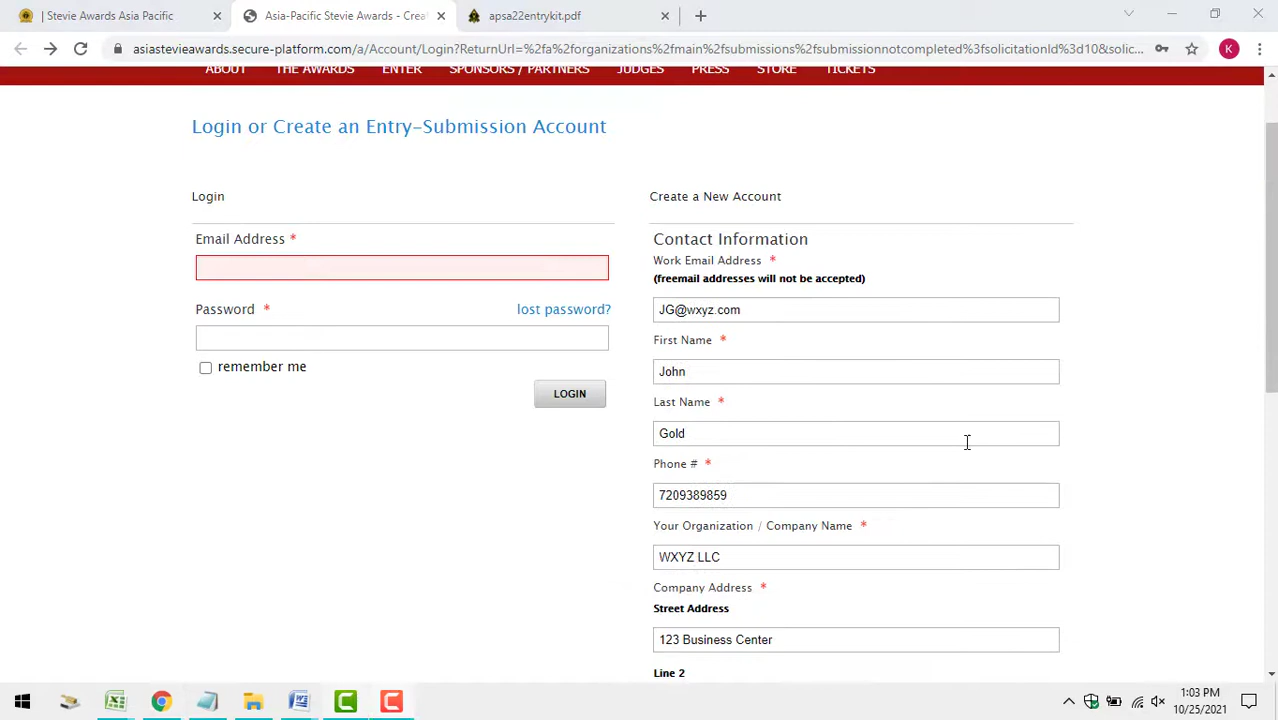 | Stevie Awards Asia Pacific
Asia-Pacific Stevie Awards - Creat
apsa22entrykit.pdf
asiastevieawards.secure-platform.com/a/Account/Login?ReturnUrl=%2fa%2forganizations%2fmain%2fsubmissions%2fsubmissionnotcompleted%3fsolicitationId%3d10&solic...
K
ABOUT THE AWARDS ENTER SPONSORS / PARTNERS JUDGES PRESS STORE TICKETS
Login or Create an Entry-Submission Account
Login
Email Address *
Password * lost password?
remember me
LOGIN
Create a New Account
Contact Information
Work Email Address *
(freemail addresses will not be accepted)
JG@wxyz.com
First Name *
John
Last Name *
Gold
Phone # *
7209389859
Your Organization / Company Name *
WXYZ LLC
Company Address *
Street Address
123 Business Center
Line 2
1:03 PM
10/25/2021